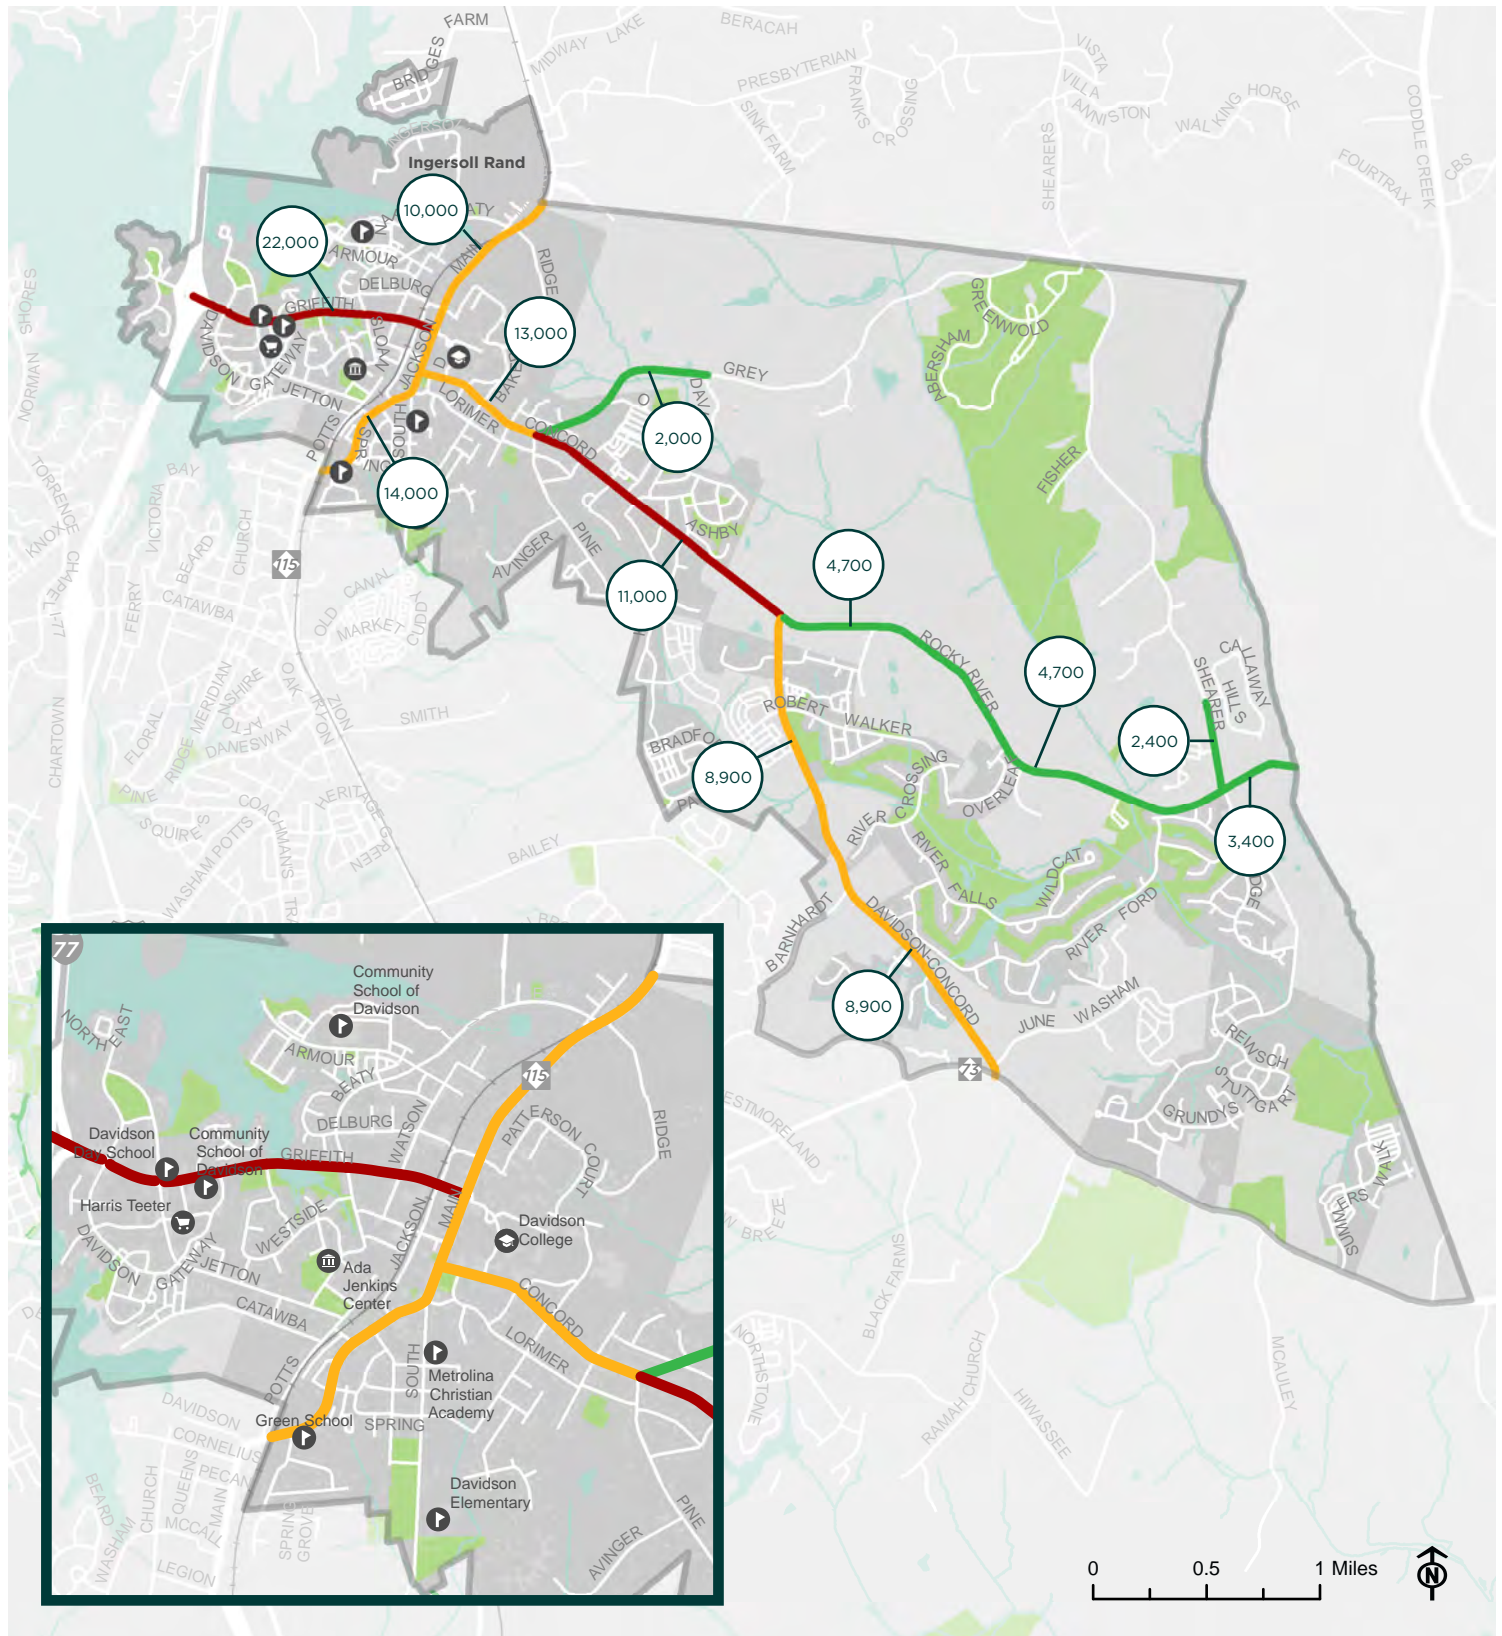 FARM
BRIDGES
MIDWAY LAKE
BERACAH
PRESBYTERIAN
FRANKS CROSSING
SINK FARM
VISTA
VILLA
ANNISTON
WALKING HORSE
SHEARERS
FOURTRAX
CODDLE CREEK
CBS
Ingersoll Rand
10,000
22,000
ARMOUR
MAIN
RIDGE
DELBURG
GRIFFITH
SLOAN
JACKSON
DAVIDSON
GATEWAY
JETTON
POTTS
SOUTH
LORIMER
13,000
CONCORD
GREY
2,000
14,000
GREENWOLD
ABERSHAM
FISHER
NORMAN SHORES
TORRENCE
KNOX
CHAPEL
I-77
BAY
VICTORIA
BEARD
CHURCH
CATAWBA
FERRY
115
OLD CANAL
MARKET
CUDDY
AVINGER
PINE
ASHBY
11,000
4,700
ROCKY RIVER
4,700
2,400
SHEARER
CALLAWAY
HILLS
3,400
ROBERT WALKER
8,900
OAK
TRYON
ZION
SMITH
CHARTOWN
FLORAL
RIDGE
MERIDIAN
DANESWAY
PINE
SQUIRES
WASHAM POTTS
COACHMANS
HERITAGE GREEN
BAILEY
RIVER CROSSING
RIVER FALLS
WILDCAT
RIVER FORD
BARNHARDT
DAVIDSON-CONCORD
8,900
JUNE WASHAM
73
REWSCH
STUTTGART
GRUNDYS
SUMMERS WALK
BLACK FARMS
NORTHSTONE
RAMAH CHURCH
HIWASSEE
MCAULEY
77
NORTH
EAST
Community
School of
Davidson
ARMOUR
BEATY
DELBURG
WATSON
115
PATTERSON COURT
RIDGE
Davidson
Day School
Community
School of
Davidson
GRIFFITH
Harris Teeter
WESTSIDE
JACKSON
MAIN
Davidson
College
DAVIDSON
GATEWAY
JETTON
Ada
Jenkins
Center
CATAWBA
CONCORD
LORIMER
POTTS
SOUTH
Metrolina
Christian
Academy
Green School
SPRING
DAVIDSON
CORNELIUS
PECAN
BEARD
WASHAM
CHURCH
QUEENS
MAIN
MCCALL
LEGION
SPRING
GROVE
Davidson
Elementary
PINE
AVINGER
0 0.5 1 Miles
N